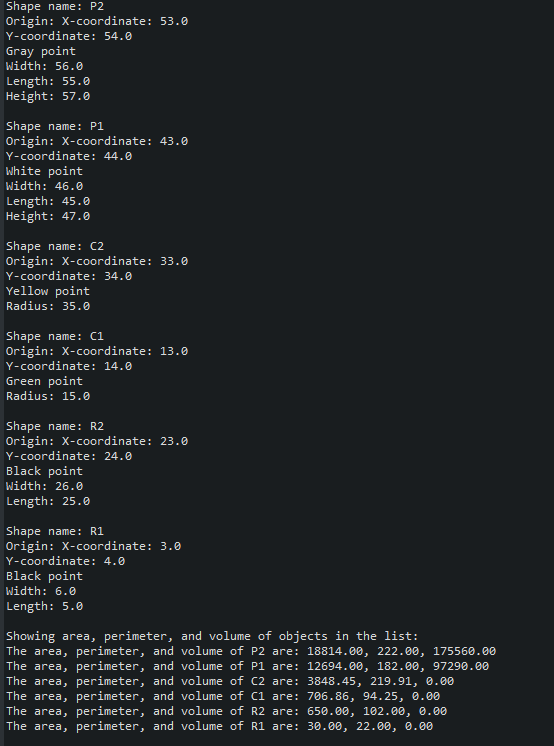 Shape name: P2
Origin: X-coordinate: 53.0
Y-coordinate: 54.0
Gray point
Width: 56.0
Length: 55.0
Height: 57.0

Shape name: P1
Origin: X-coordinate: 43.0
Y-coordinate: 44.0
White point
Width: 46.0
Length: 45.0
Height: 47.0

Shape name: C2
Origin: X-coordinate: 33.0
Y-coordinate: 34.0
Yellow point
Radius: 35.0

Shape name: C1
Origin: X-coordinate: 13.0
Y-coordinate: 14.0
Green point
Radius: 15.0

Shape name: R2
Origin: X-coordinate: 23.0
Y-coordinate: 24.0
Black point
Width: 26.0
Length: 25.0

Shape name: R1
Origin: X-coordinate: 3.0
Y-coordinate: 4.0
Black point
Width: 6.0
Length: 5.0

Showing area, perimeter, and volume of objects in the list:
The area, perimeter, and volume of P2 are: 18814.00, 222.00, 175560.00
The area, perimeter, and volume of P1 are: 12694.00, 182.00, 97290.00
The area, perimeter, and volume of C2 are: 3848.45, 219.91, 0.00
The area, perimeter, and volume of C1 are: 706.86, 94.25, 0.00
The area, perimeter, and volume of R2 are: 650.00, 102.00, 0.00
The area, perimeter, and volume of R1 are: 30.00, 22.00, 0.00